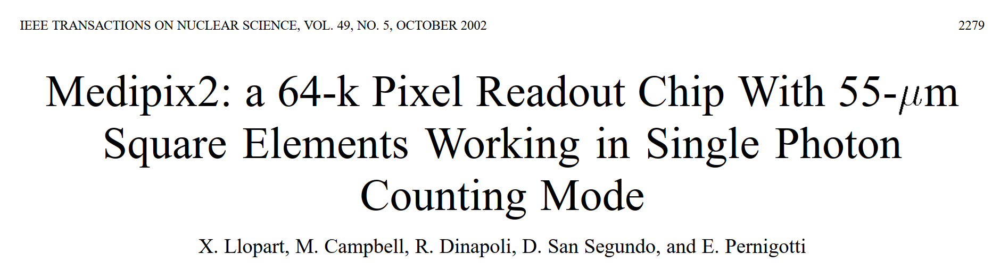 IEEE TRANSACTIONS ON NUCLEAR SCIENCE, VOL. 49, NO. 5, OCTOBER 2002 2279
Medipix2: a 64-k Pixel Readout Chip With 55-μm
Square Elements Working in Single Photon
Counting Mode
X. Llopart, M. Campbell, R. Dinapoli, D. San Segundo, and E. Pernigotti